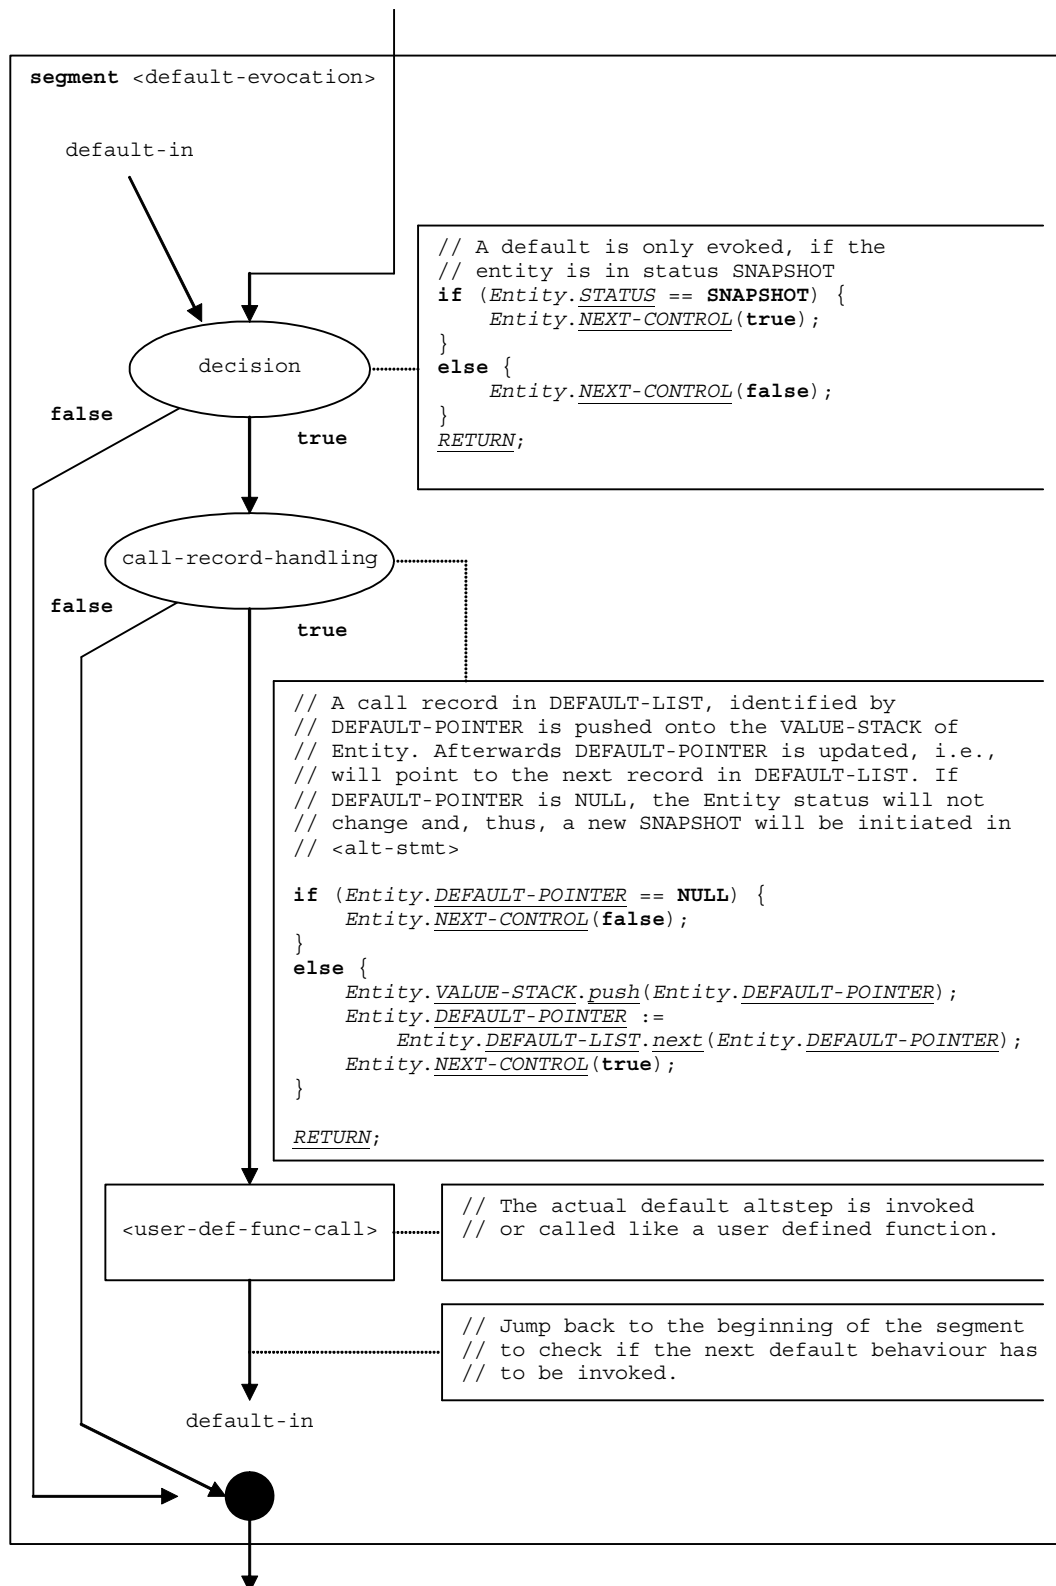 segment <default-evocation>
default-in
// A default is only evoked, if the
// entity is in status SNAPSHOT
if (Entity.STATUS == SNAPSHOT) {
    Entity.NEXT-CONTROL(true);
}
else {
    Entity.NEXT-CONTROL(false);
}
RETURN;
decision
false
true
call-record-handling
false
true
// A call record in DEFAULT-LIST, identified by
// DEFAULT-POINTER is pushed onto the VALUE-STACK of
// Entity. Afterwards DEFAULT-POINTER is updated, i.e.,
// will point to the next record in DEFAULT-LIST. If
// DEFAULT-POINTER is NULL, the Entity status will not
// change and, thus, a new SNAPSHOT will be initiated in
// <alt-stmt>
if (Entity.DEFAULT-POINTER == NULL) {
    Entity.NEXT-CONTROL(false);
}
else {
    Entity.VALUE-STACK.push(Entity.DEFAULT-POINTER);
    Entity.DEFAULT-POINTER :=
        Entity.DEFAULT-LIST.next(Entity.DEFAULT-POINTER);
    Entity.NEXT-CONTROL(true);
}
RETURN;
<user-def-func-call>
// The actual default altstep is invoked
// or called like a user defined function.
// Jump back to the beginning of the segment
// to check if the next default behaviour has
// to be invoked.
default-in